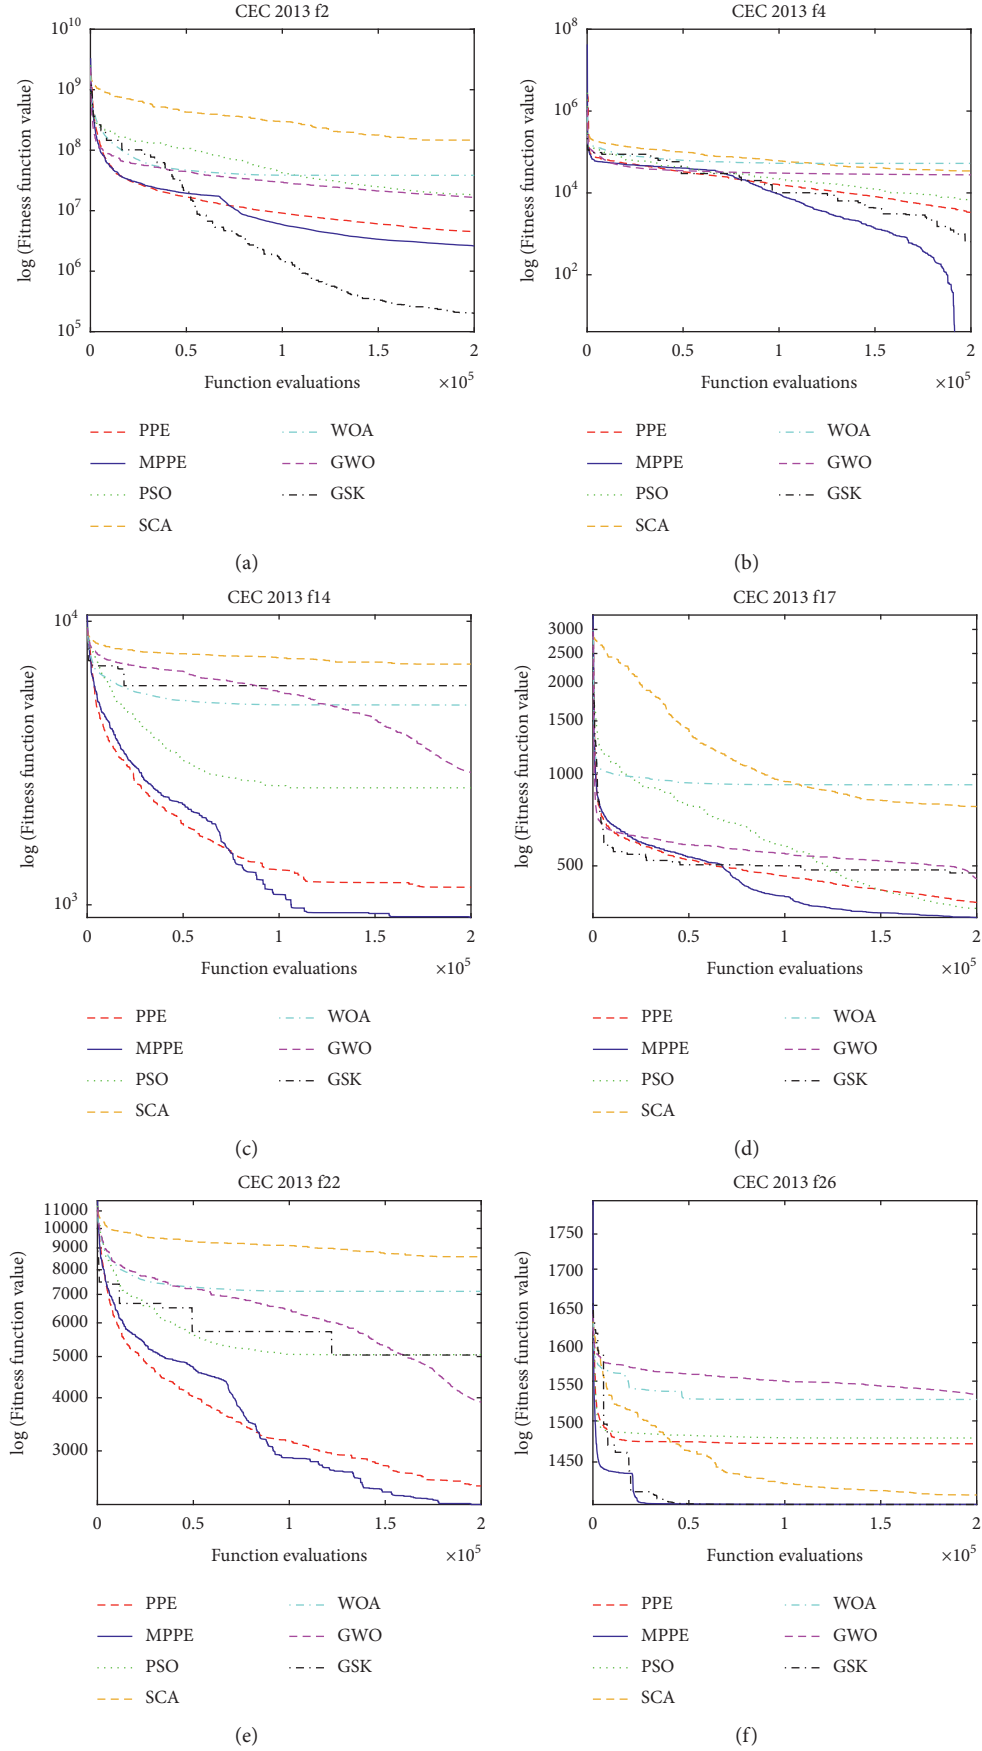 CEC 2013 f2
log (Fitness function value)
10^10
10^9
10^8
10^7
10^6
10^5
0 0.5 1 1.5 2
Function evaluations ×10^5
PPE WOA
MPPE GWO
PSO GSK
SCA
(a)
CEC 2013 f4
log (Fitness function value)
10^8
10^6
10^4
10^2
0 0.5 1 1.5 2
Function evaluations ×10^5
PPE WOA
MPPE GWO
PSO GSK
SCA
(b)
CEC 2013 f14
log (Fitness function value)
10^4
10^3
0 0.5 1 1.5 2
Function evaluations ×10^5
PPE WOA
MPPE GWO
PSO GSK
SCA
(c)
CEC 2013 f17
log (Fitness function value)
3000
2500
2000
1500
1000
500
0 0.5 1 1.5 2
Function evaluations ×10^5
PPE WOA
MPPE GWO
PSO GSK
SCA
(d)
CEC 2013 f22
log (Fitness function value)
11000
10000
9000
8000
7000
6000
5000
4000
3000
0 0.5 1 1.5 2
Function evaluations ×10^5
PPE WOA
MPPE GWO
PSO GSK
SCA
(e)
CEC 2013 f26
log (Fitness function value)
1750
1700
1650
1600
1550
1500
1450
0 0.5 1 1.5 2
Function evaluations ×10^5
PPE WOA
MPPE GWO
PSO GSK
SCA
(f)